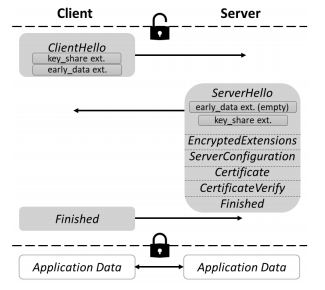 Client Server
ClientHello
key_share ext.
early_data ext.
ServerHello
early_data ext. (empty)
key_share ext.
EncryptedExtensions
ServerConfiguration
Certificate
CertificateVerify
Finished
Finished
Application Data Application Data